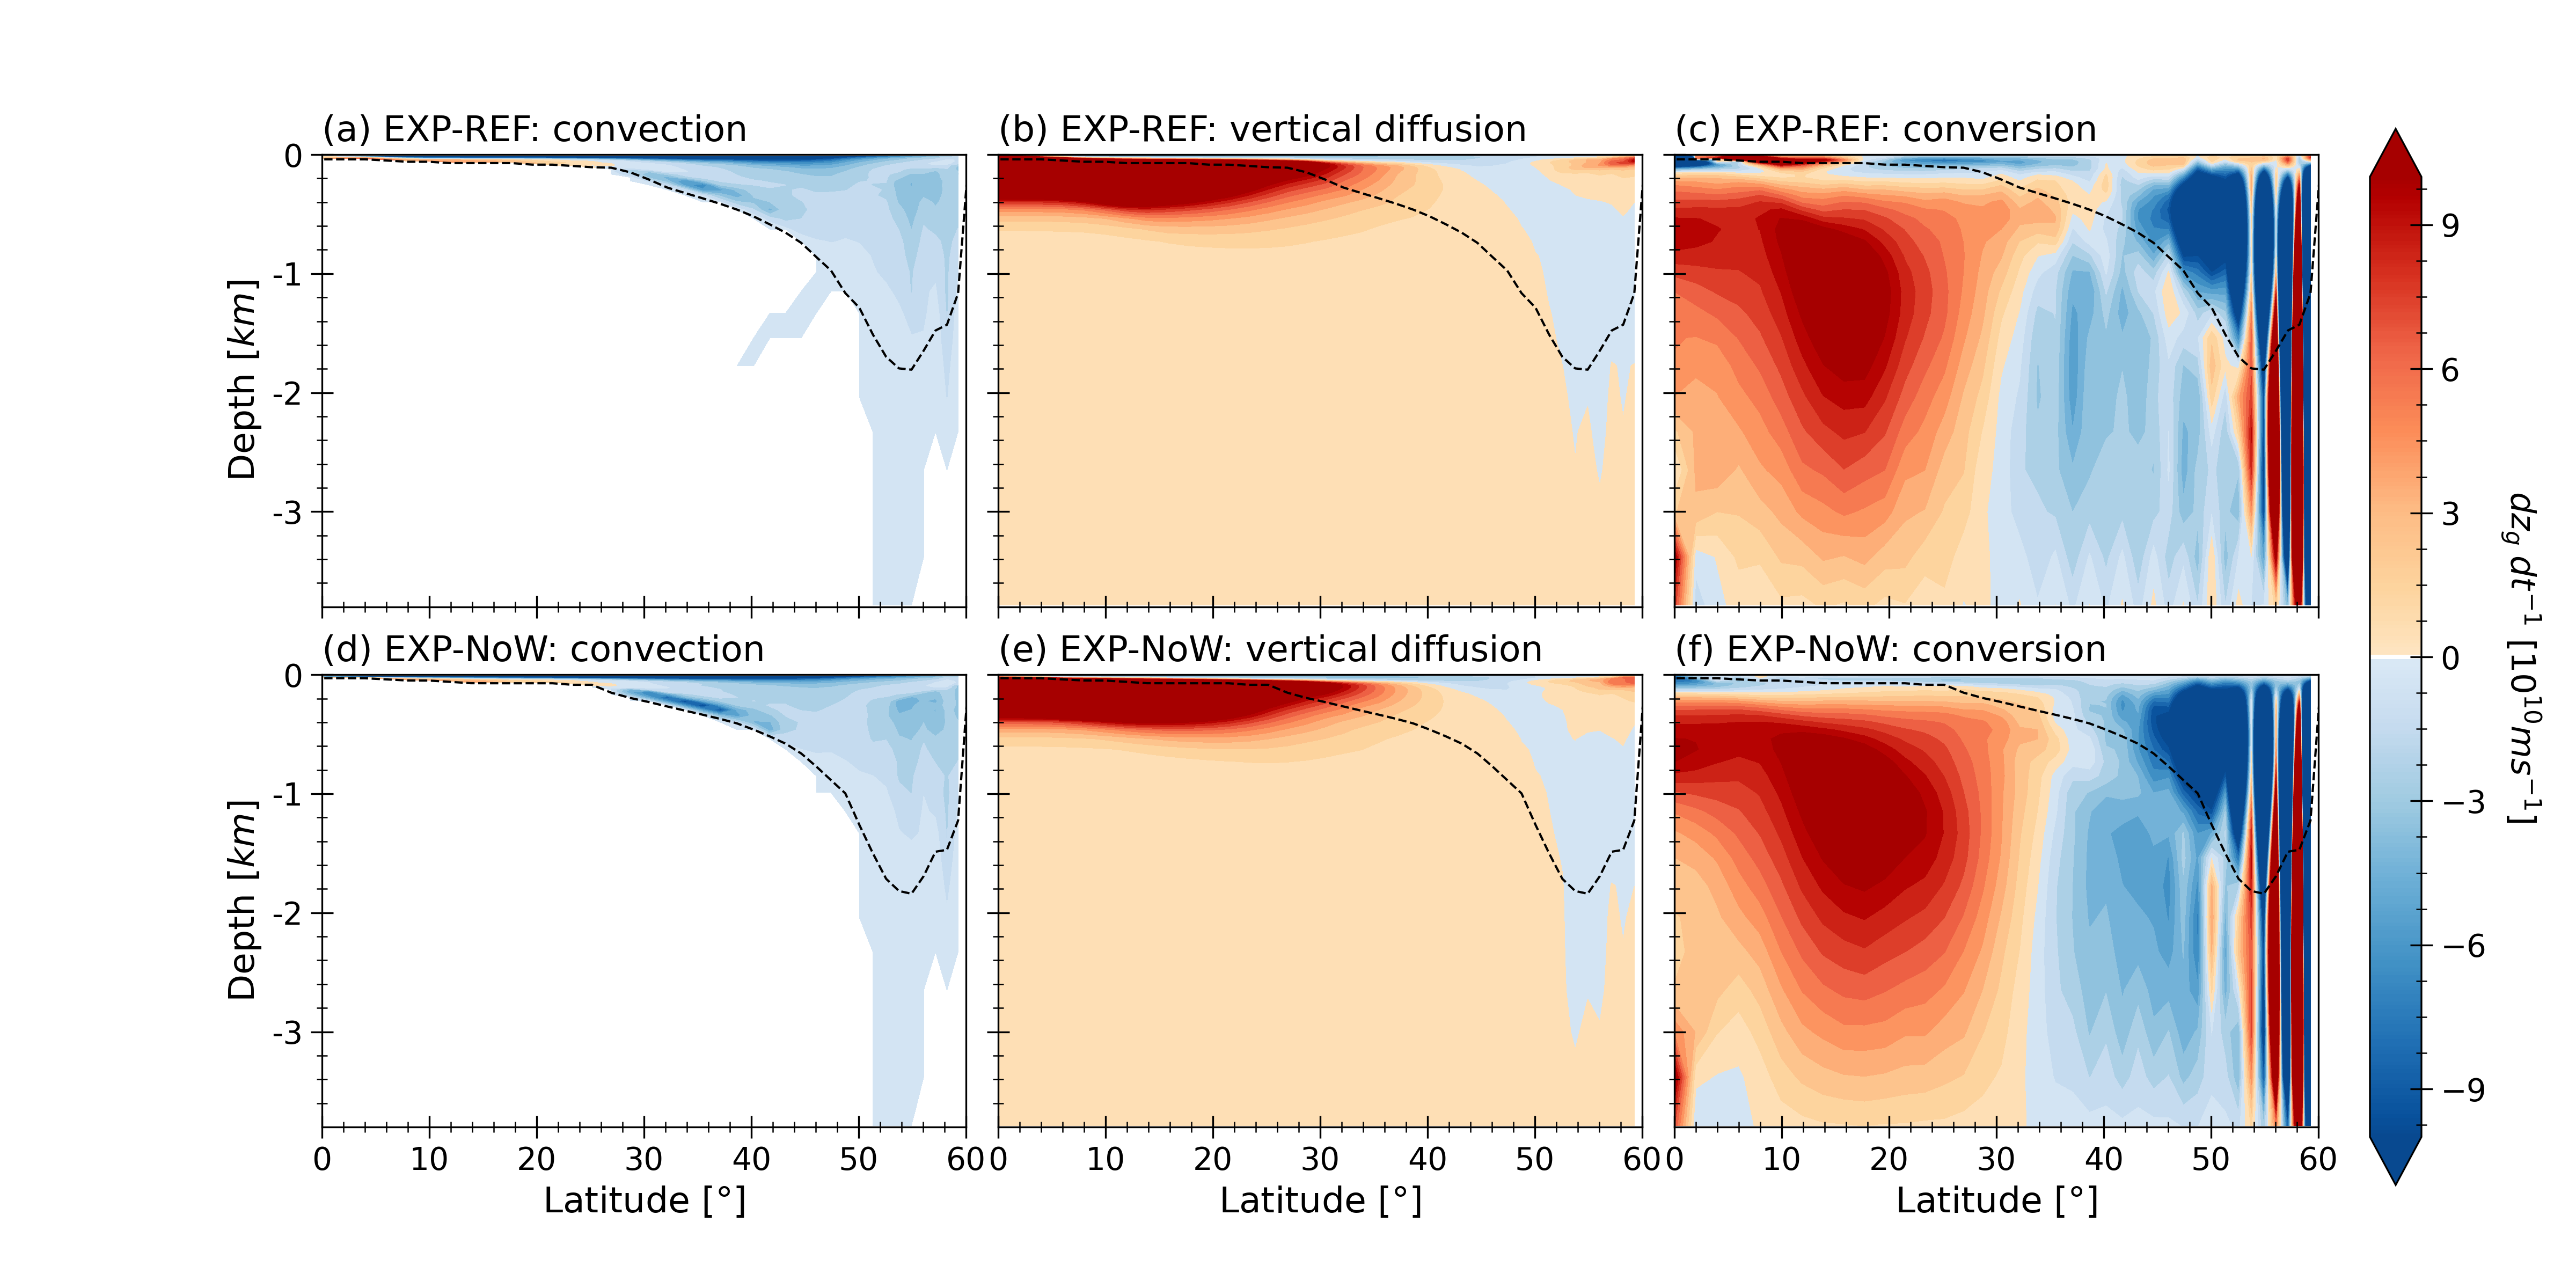 (a) EXP-REF: convection
(b) EXP-REF: vertical diffusion
(c) EXP-REF: conversion
0
-1
-2
-3
Depth [km]
(d) EXP-NoW: convection
(e) EXP-NoW: vertical diffusion
(f) EXP-NoW: conversion
0
-1
-2
-3
Depth [km]
0 10 20 30 40 50 60
0 10 20 30 40 50 60
0 10 20 30 40 50 60
Latitude [°]
Latitude [°]
Latitude [°]
9
6
3
0
−3
−6
−9
dz_g dt⁻¹ [10¹⁰ms⁻¹]